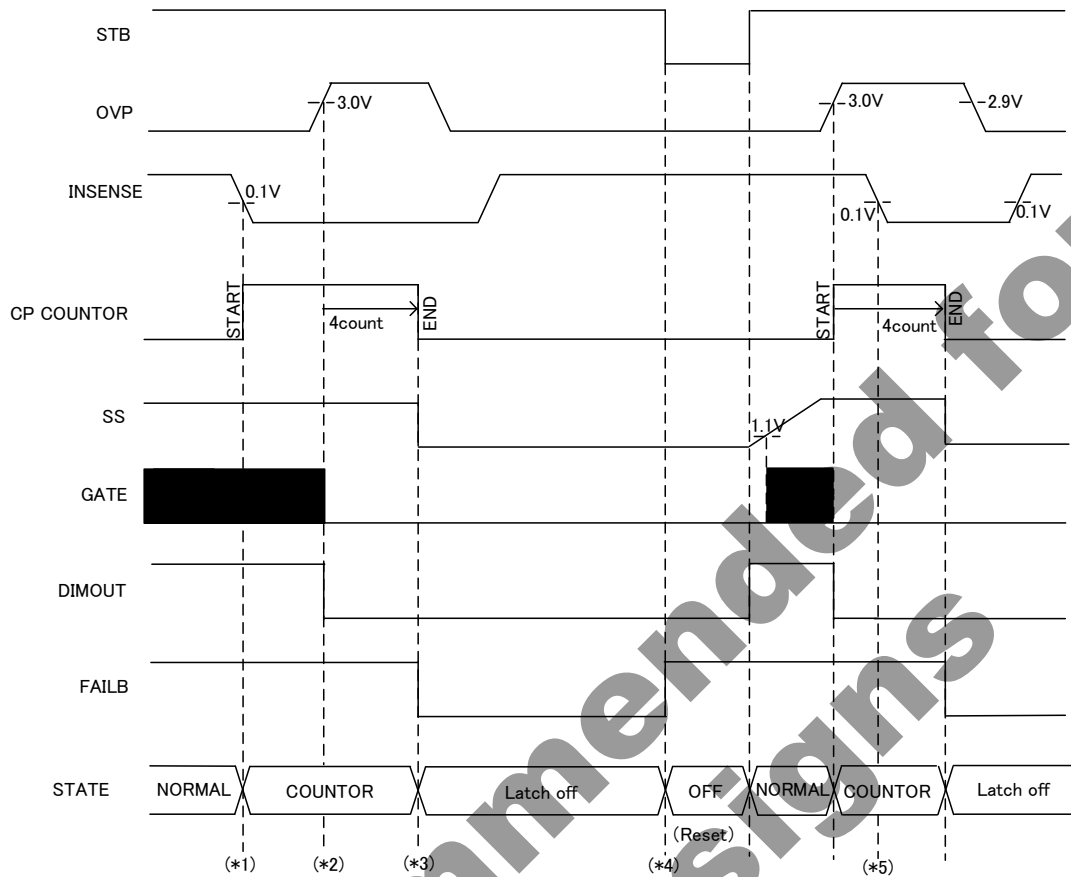 STB
OVP
3.0V
3.0V
2.9V
INSENSE
0.1V
0.1V
0.1V
CP COUNTOR
START
4count
END
START
4count
END
SS
1.1V
GATE
DIMOUT
FAILB
STATE
NORMAL
COUNTOR
Latch off
OFF
NORMAL
COUNTOR
Latch off
(Reset)
(*1)
(*2)
(*3)
(*4)
(*5)